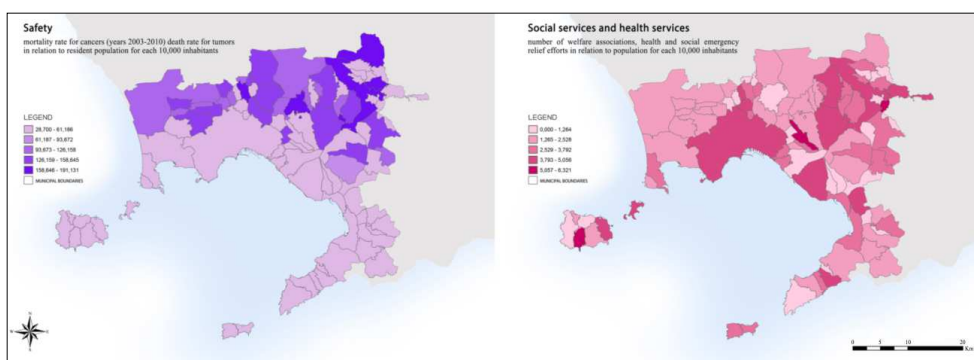 Safety
mortality rate for cancers (years 2003-2010) death rate for tumors
in relation to resident population for each 10,000 inhabitants
LEGEND
28,700 - 61,186
61,187 - 93,672
93,673 - 126,158
126,159 - 158,645
158,646 - 191,131
MUNICIPAL BOUNDARIES
N
W
E
S
Social services and health services
number of welfare associations, health and social emergency
relief efforts in relation to population for each 10,000 inhabitants
LEGEND
0,000 - 1,264
1,265 - 2,528
2,529 - 3,792
3,793 - 5,056
5,057 - 6,321
MUNICIPAL BOUNDARIES
0 5 10 20
Km